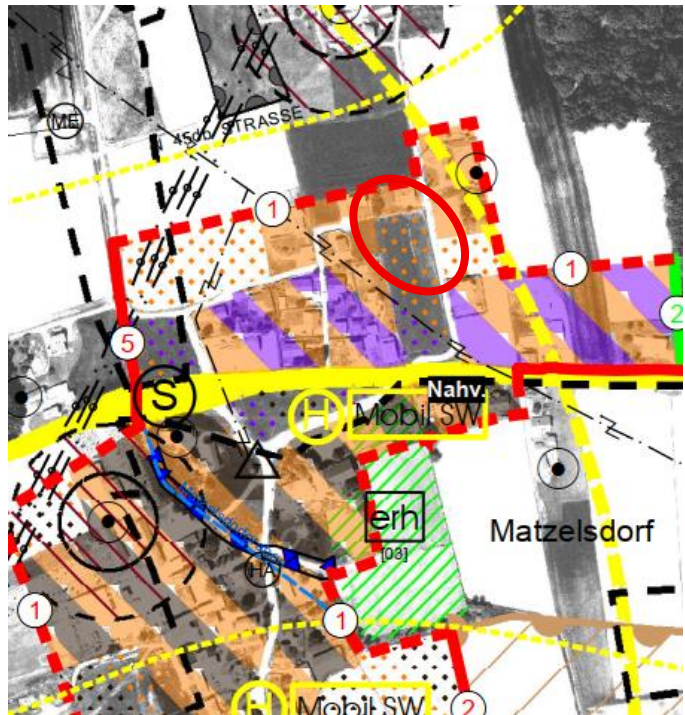 ME
45db STRASSE
1
1
2
5
S
Nahv.
H Mobil SW
erh
[03]
Matzelsdorf
HA
1
1
H Mobil SW
2